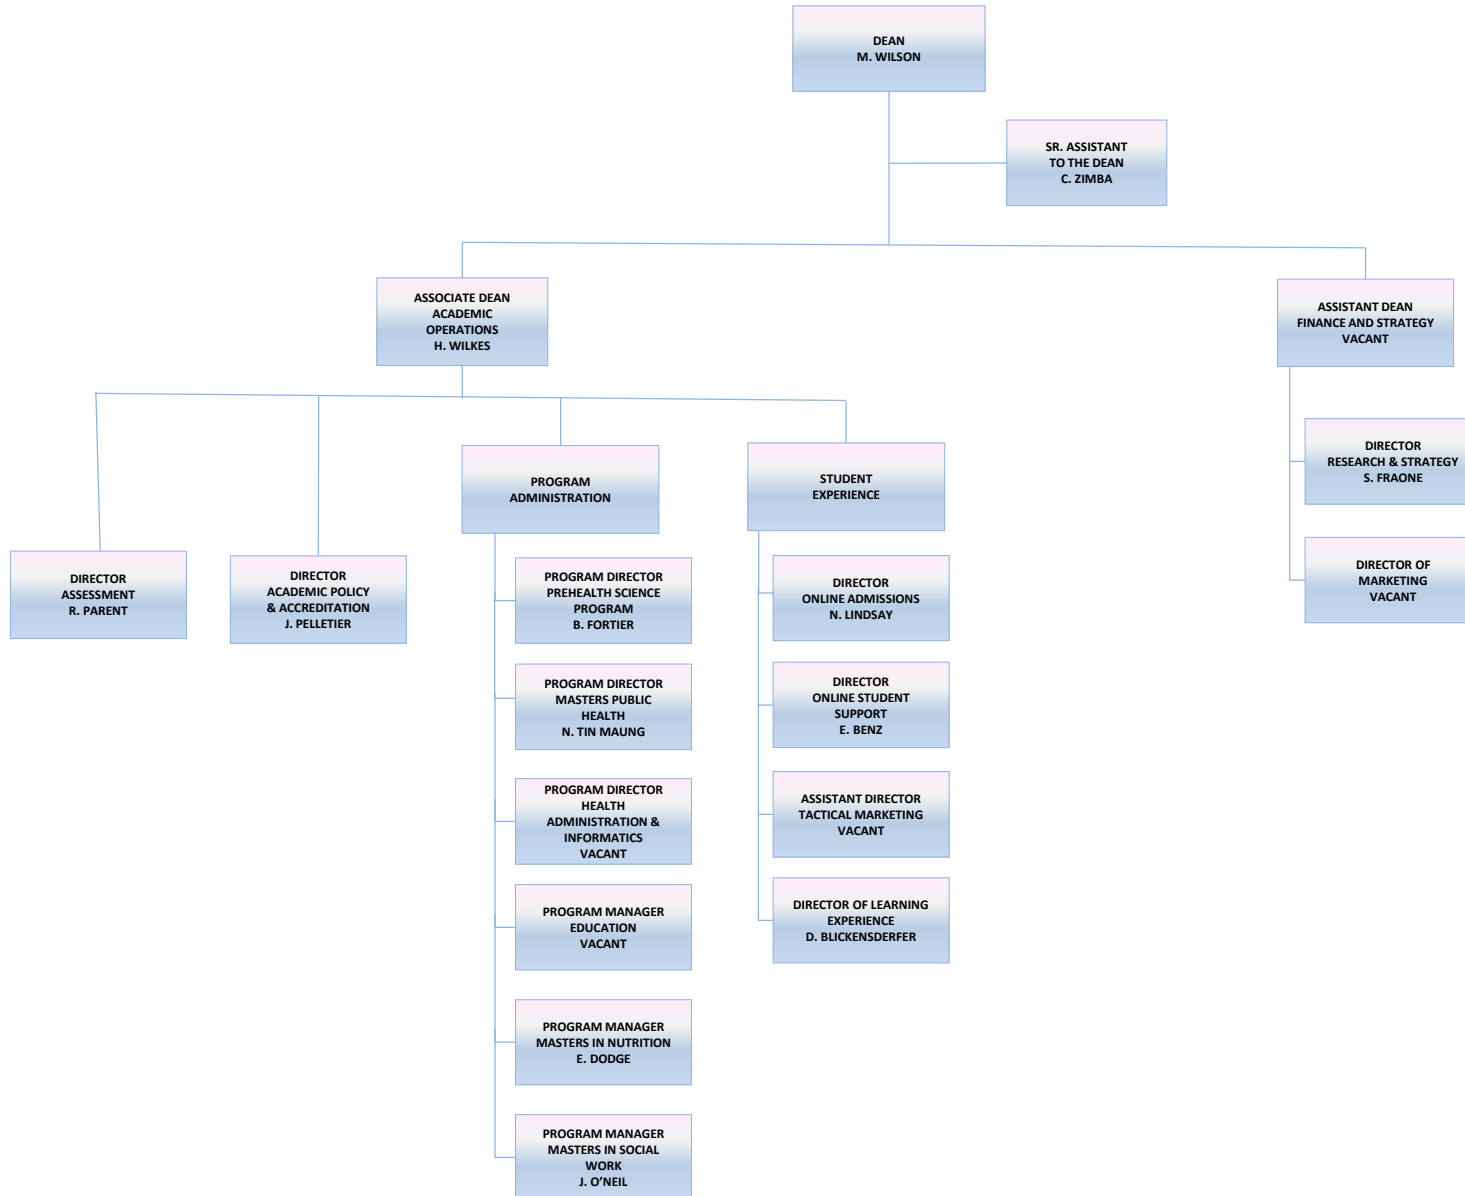 DEAN
M. WILSON
SR. ASSISTANT
TO THE DEAN
C. ZIMBA
ASSOCIATE DEAN
ACADEMIC
OPERATIONS
H. WILKES
ASSISTANT DEAN
FINANCE AND STRATEGY
VACANT
DIRECTOR
ASSESSMENT
R. PARENT
DIRECTOR
ACADEMIC POLICY
& ACCREDITATION
J. PELLETIER
PROGRAM
ADMINISTRATION
PROGRAM DIRECTOR
PREHEALTH SCIENCE
PROGRAM
B. FORTIER
PROGRAM DIRECTOR
MASTERS PUBLIC
HEALTH
N. TIN MAUNG
PROGRAM DIRECTOR
HEALTH
ADMINISTRATION &
INFORMATICS
VACANT
PROGRAM MANAGER
EDUCATION
VACANT
PROGRAM MANAGER
MASTERS IN NUTRITION
E. DODGE
PROGRAM MANAGER
MASTERS IN SOCIAL
WORK
J. O’NEIL
STUDENT
EXPERIENCE
DIRECTOR
ONLINE ADMISSIONS
N. LINDSAY
DIRECTOR
ONLINE STUDENT
SUPPORT
E. BENZ
ASSISTANT DIRECTOR
TACTICAL MARKETING
VACANT
DIRECTOR OF LEARNING
EXPERIENCE
D. BLICKENSDERFER
DIRECTOR
RESEARCH & STRATEGY
S. FRAONE
DIRECTOR OF
MARKETING
VACANT